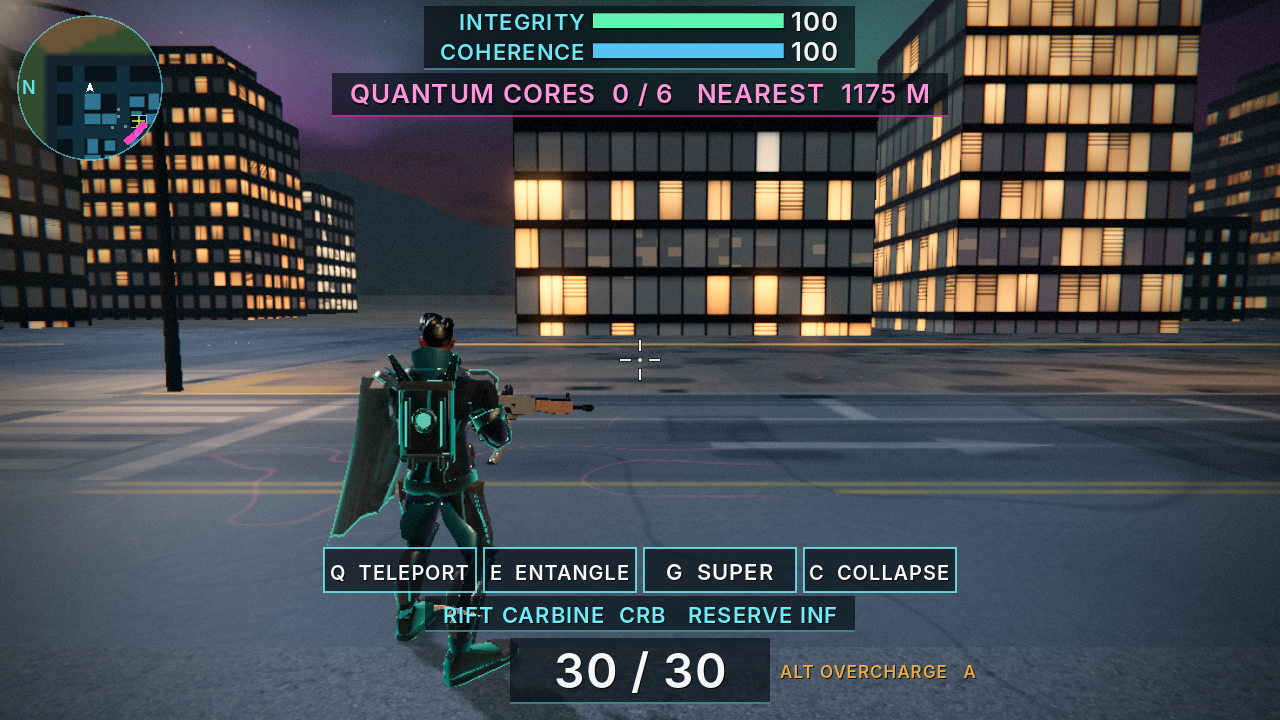 N
INTEGRITY 100
COHERENCE 100
QUANTUM CORES 0 / 6 NEAREST 1175 M
Q TELEPORT
E ENTANGLE
G SUPER
C COLLAPSE
RIFT CARBINE CRB RESERVE INF
30 / 30
ALT OVERCHARGE A